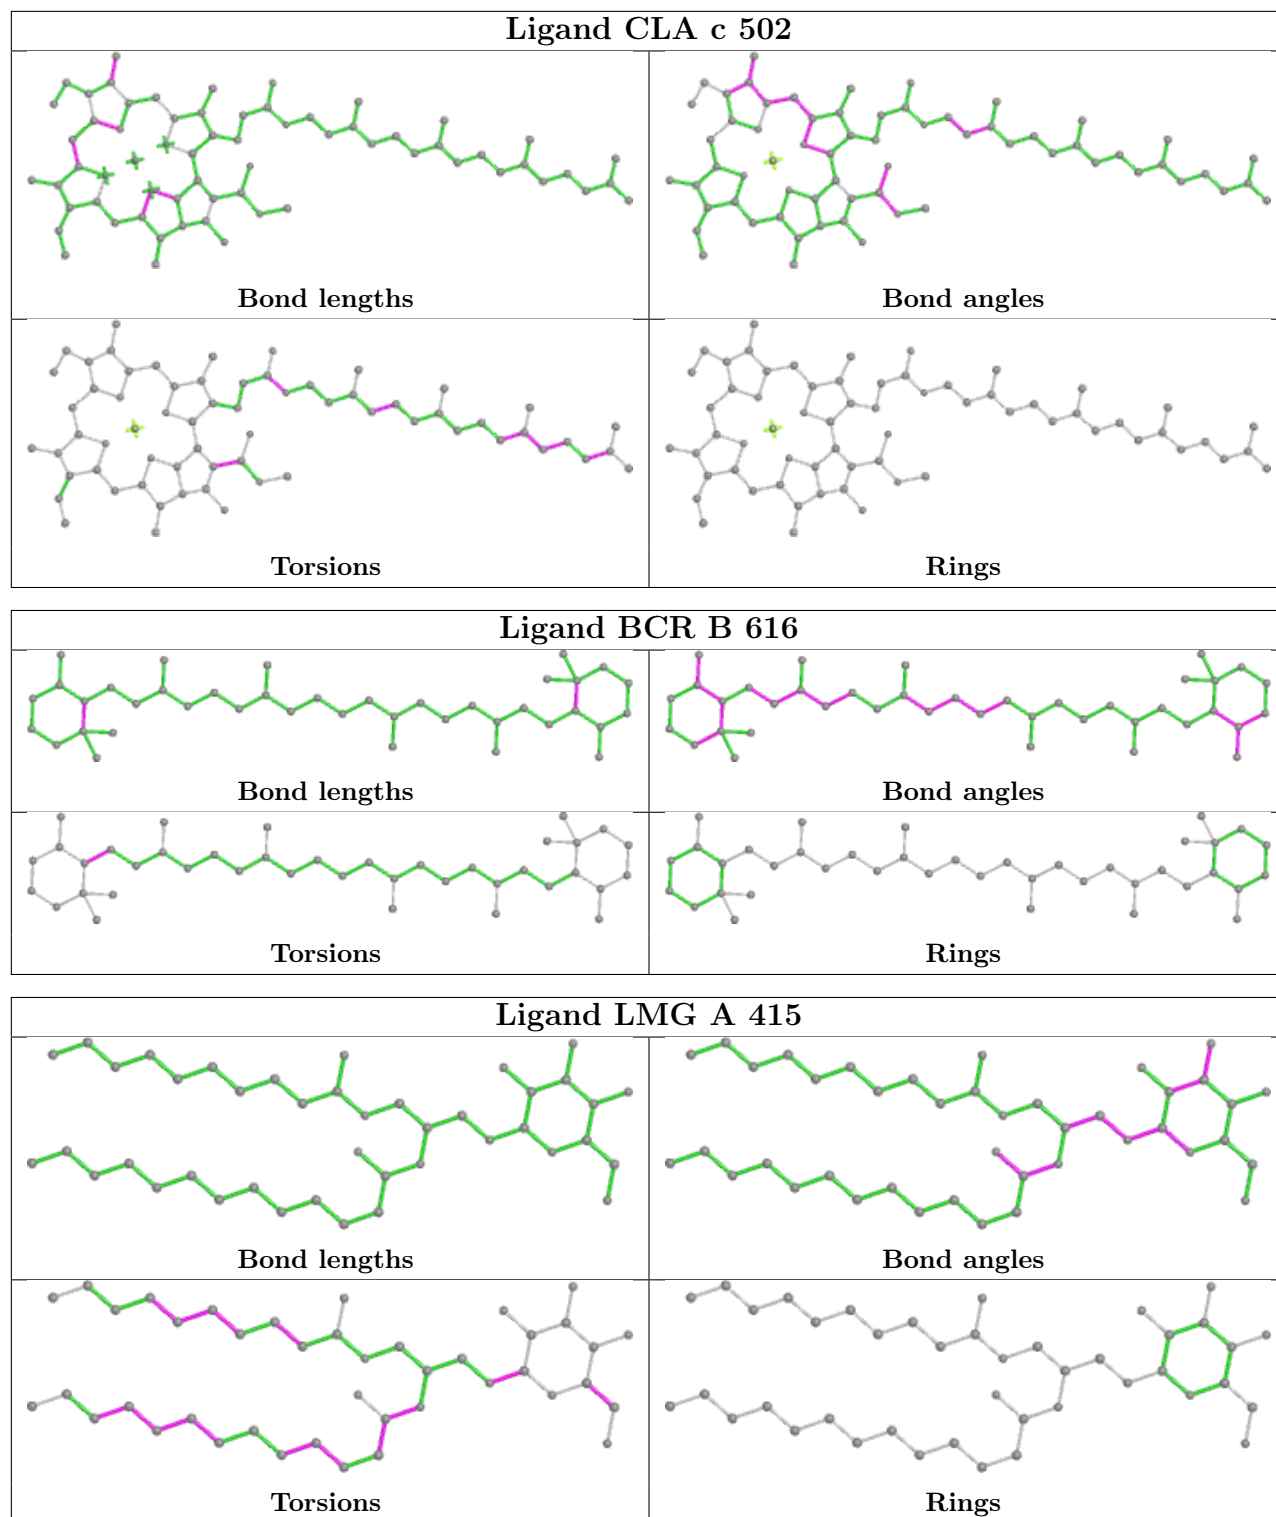 Ligand CLA c 502
Bond lengths
Bond angles
Torsions
Rings
Ligand BCR B 616
Bond lengths
Bond angles
Torsions
Rings
Ligand LMG A 415
Bond lengths
Bond angles
Torsions
Rings